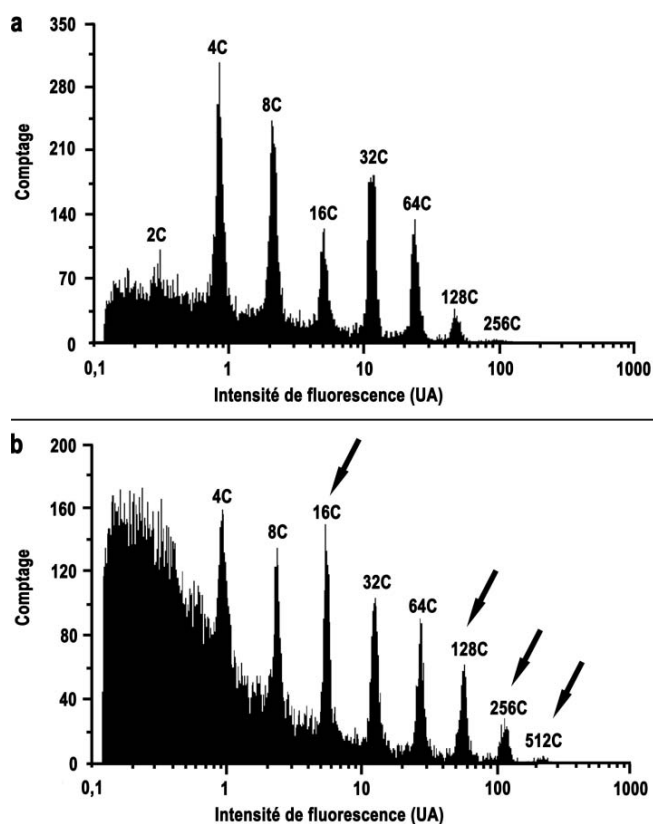 a
350
280
210
140
70
0
Comptage
2C
4C
8C
16C
32C
64C
128C
256C
0,1
1
10
100
1000
Intensité de fluorescence (UA)
b
200
160
120
80
40
0
Comptage
4C
8C
16C
32C
64C
128C
256C
512C
0,1
1
10
100
1000
Intensité de fluorescence (UA)